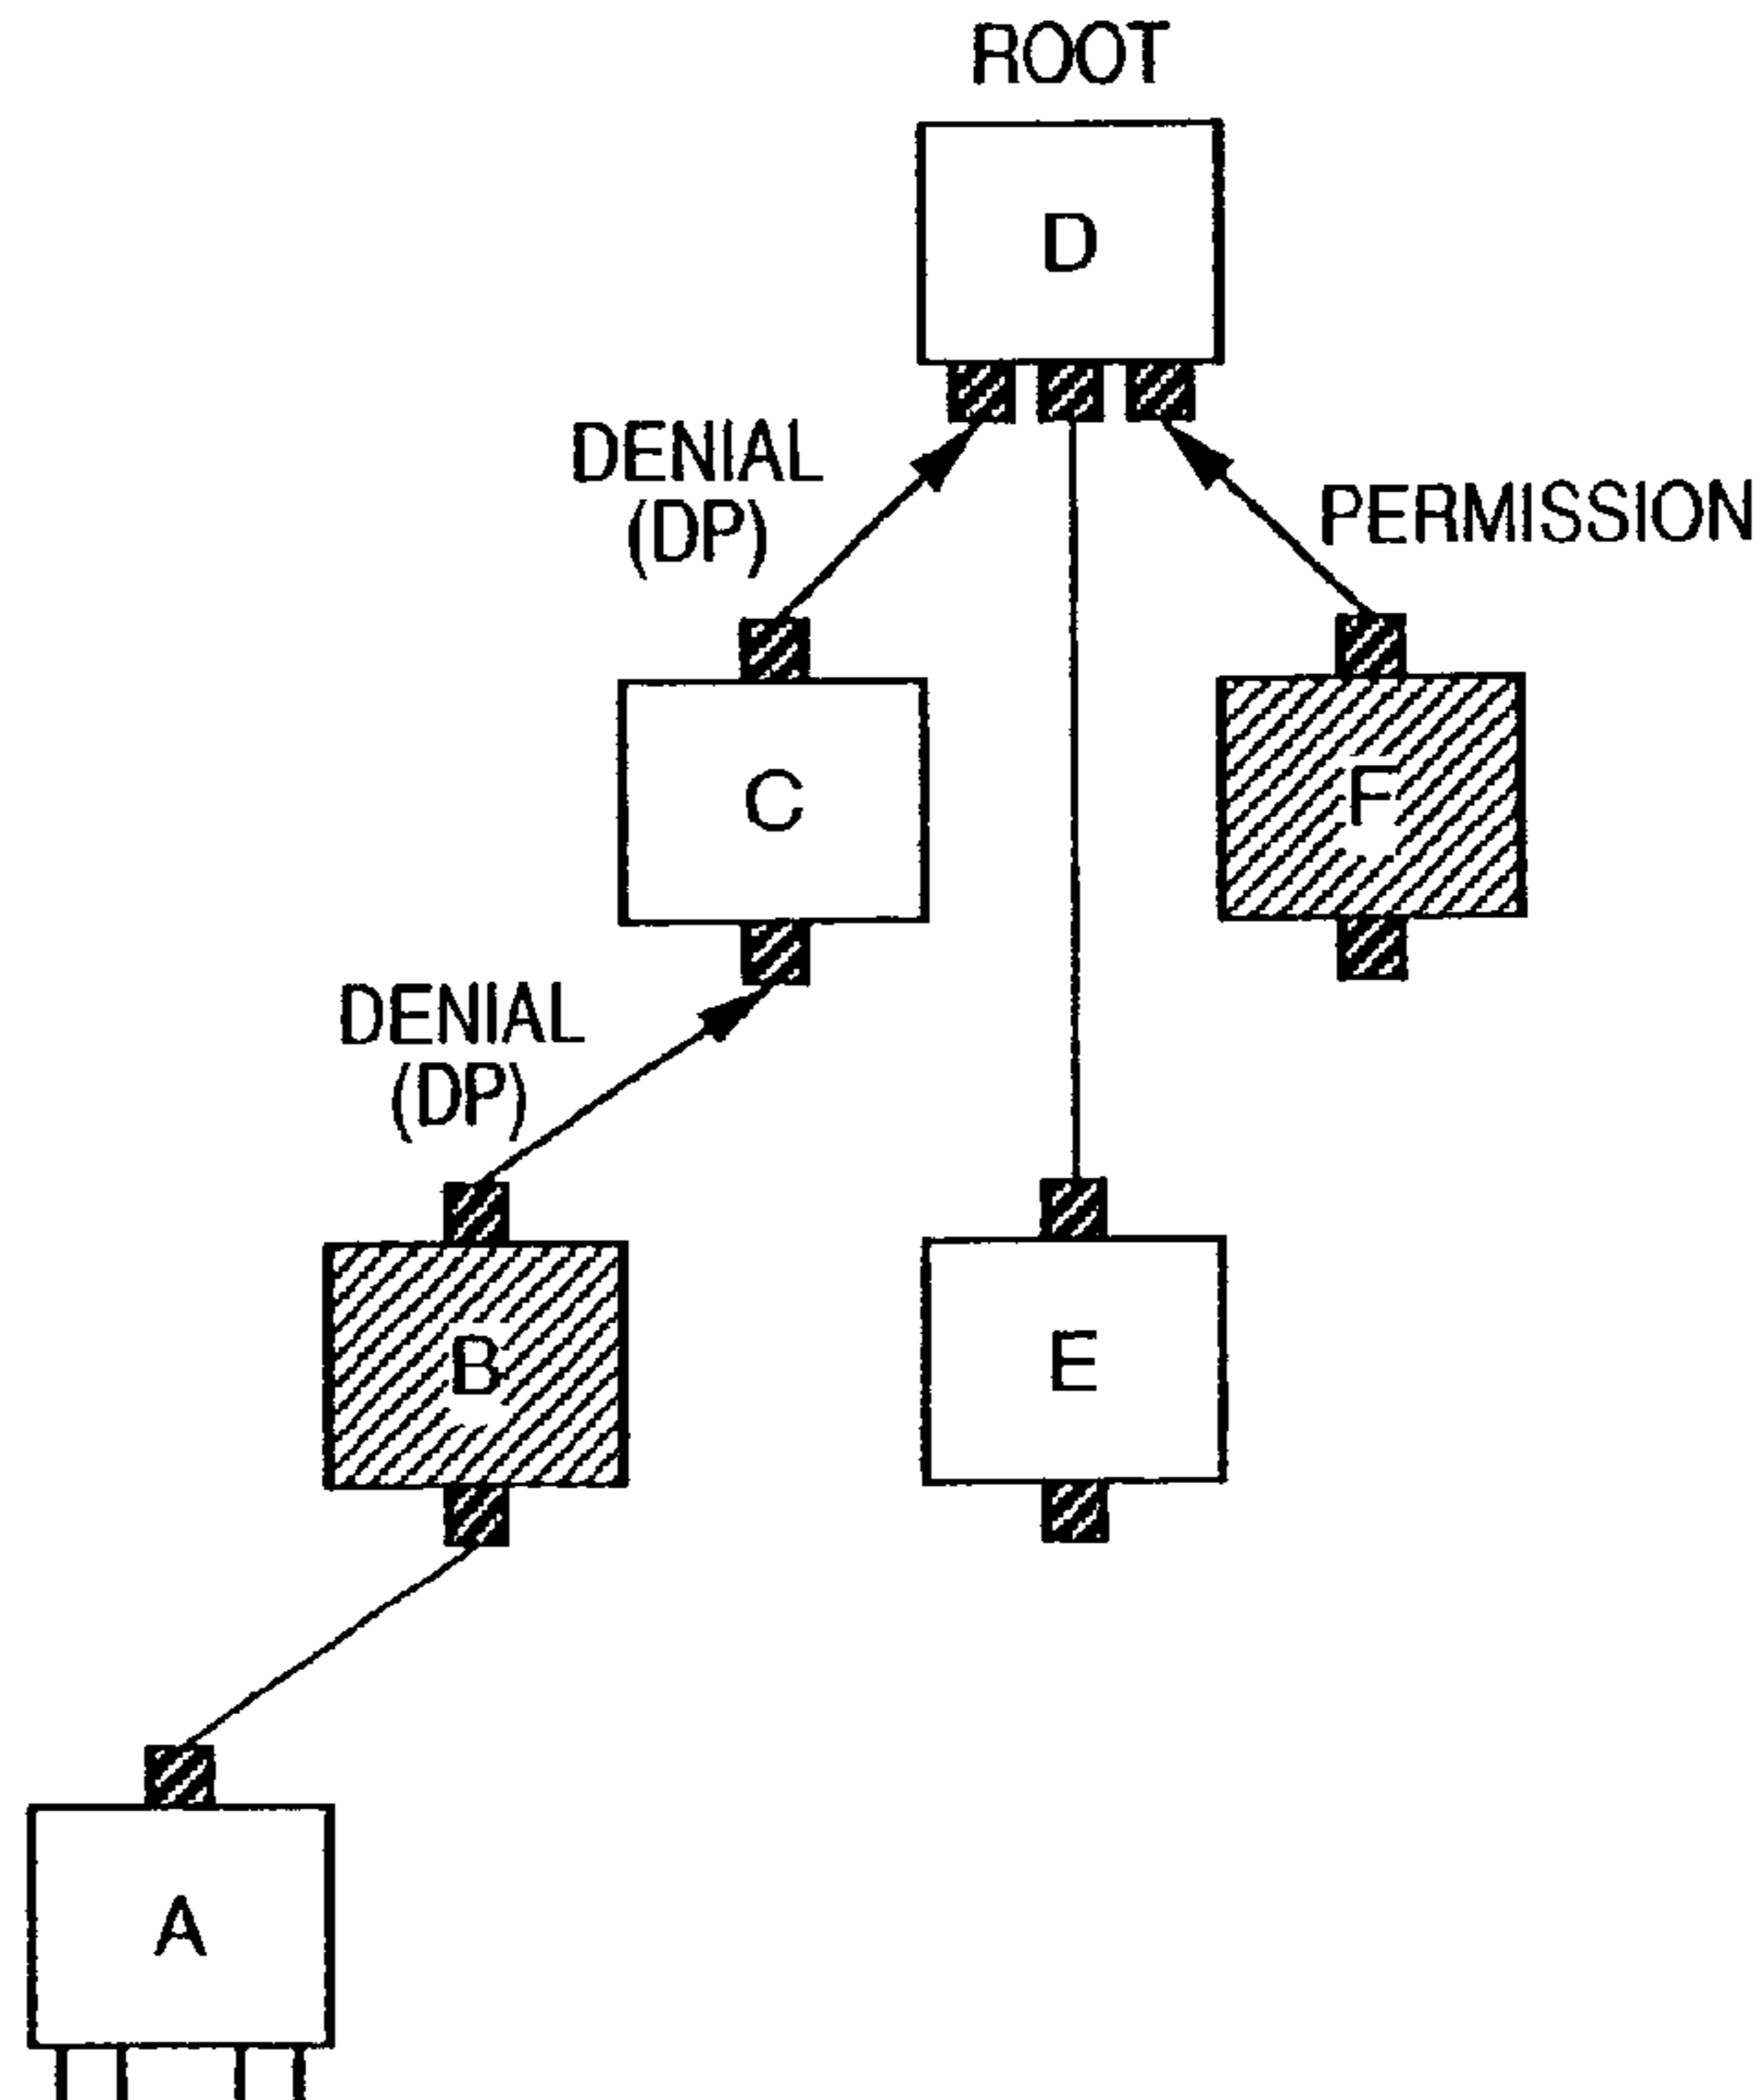 ROOT
D
DENIAL
(DP)
PERMISSION
C
F
DENIAL
(DP)
B
E
A